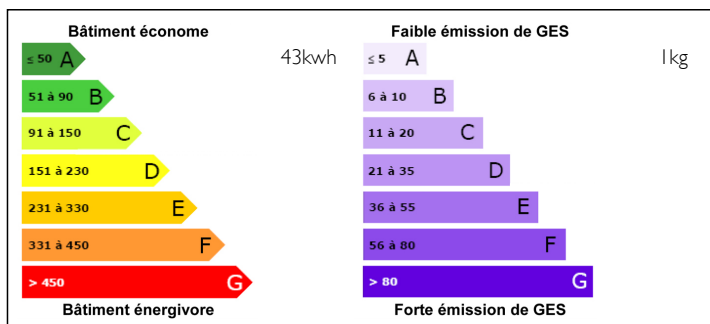 Bâtiment économe
≤ 50 A 43kwh
51 à 90 B
91 à 150 C
151 à 230 D
231 à 330 E
331 à 450 F
> 450 G
Bâtiment énergivore
Faible émission de GES
≤ 5 A 1kg
6 à 10 B
11 à 20 C
21 à 35 D
36 à 55 E
56 à 80 F
> 80 G
Forte émission de GES